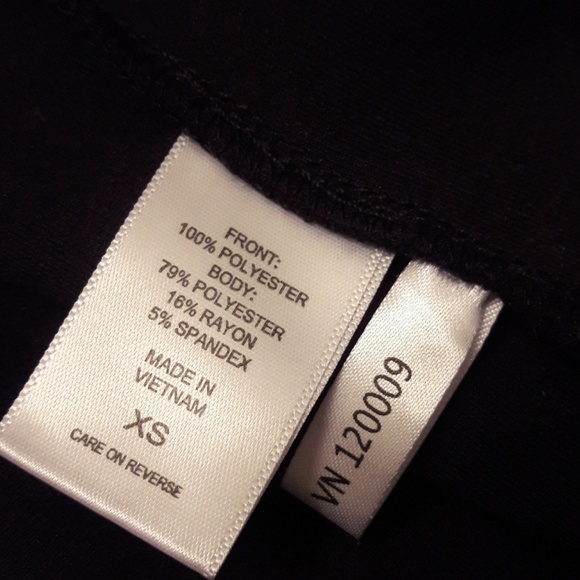 FRONT:
100% POLYESTER
BODY:
79% POLYESTER
16% RAYON
5% SPANDEX
MADE IN
VIETNAM
XS
CARE ON REVERSE
VN 120009